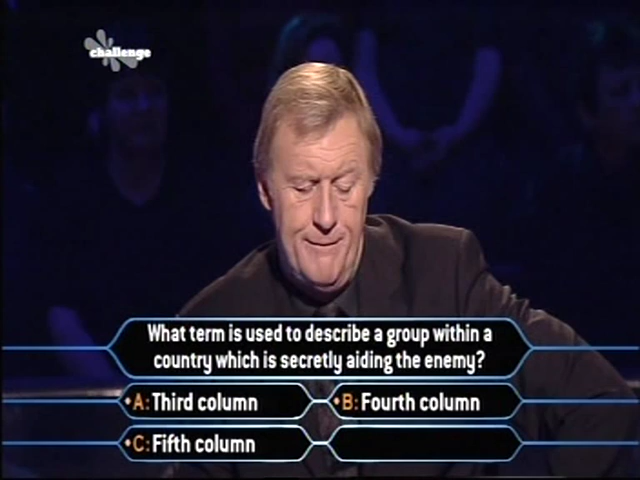 challenge
What term is used to describe a group within a
country which is secretly aiding the enemy?
A: Third column
B: Fourth column
C: Fifth column